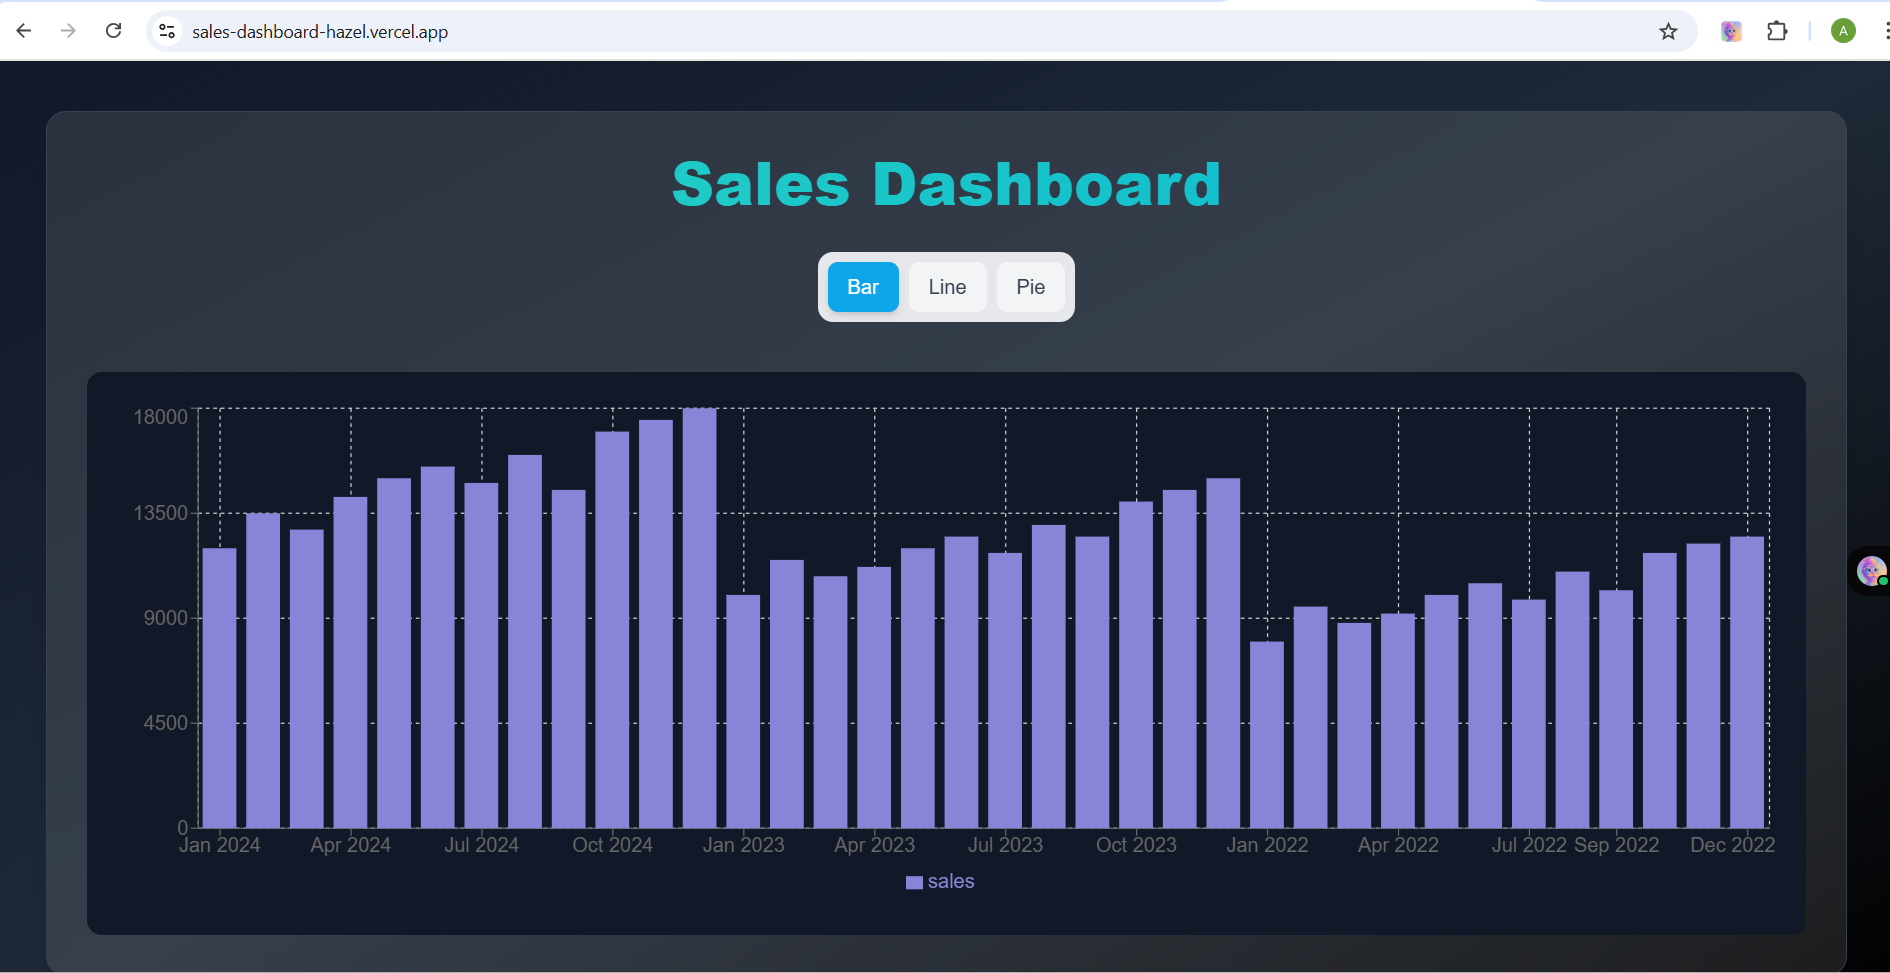 sales-dashboard-hazel.vercel.app
A
Sales Dashboard
Bar Line Pie
18000
13500
9000
4500
0
Jan 2024 Apr 2024 Jul 2024 Oct 2024 Jan 2023 Apr 2023 Jul 2023 Oct 2023 Jan 2022 Apr 2022 Jul 2022 Sep 2022 Dec 2022
sales